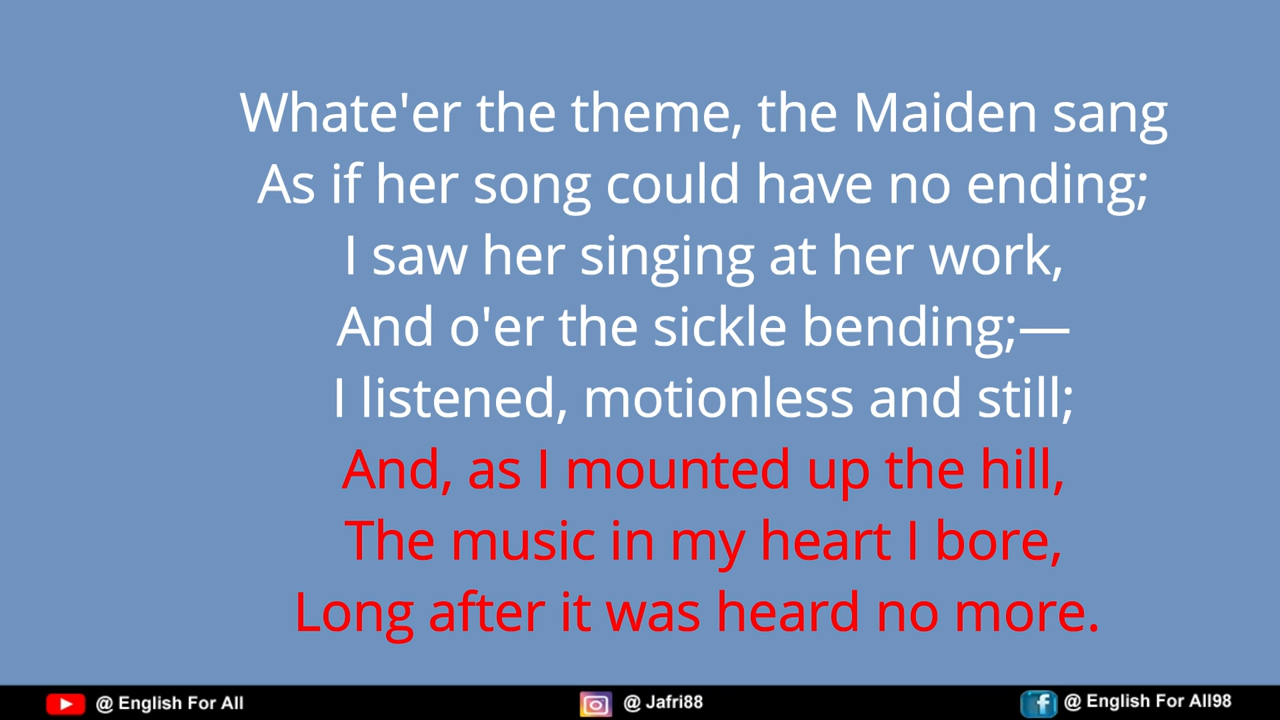 Whate'er the theme, the Maiden sang
As if her song could have no ending;
I saw her singing at her work,
And o'er the sickle bending;—
I listened, motionless and still;
And, as I mounted up the hill,
The music in my heart I bore,
Long after it was heard no more.
@ English For All @ Jafri88 @ English For All98